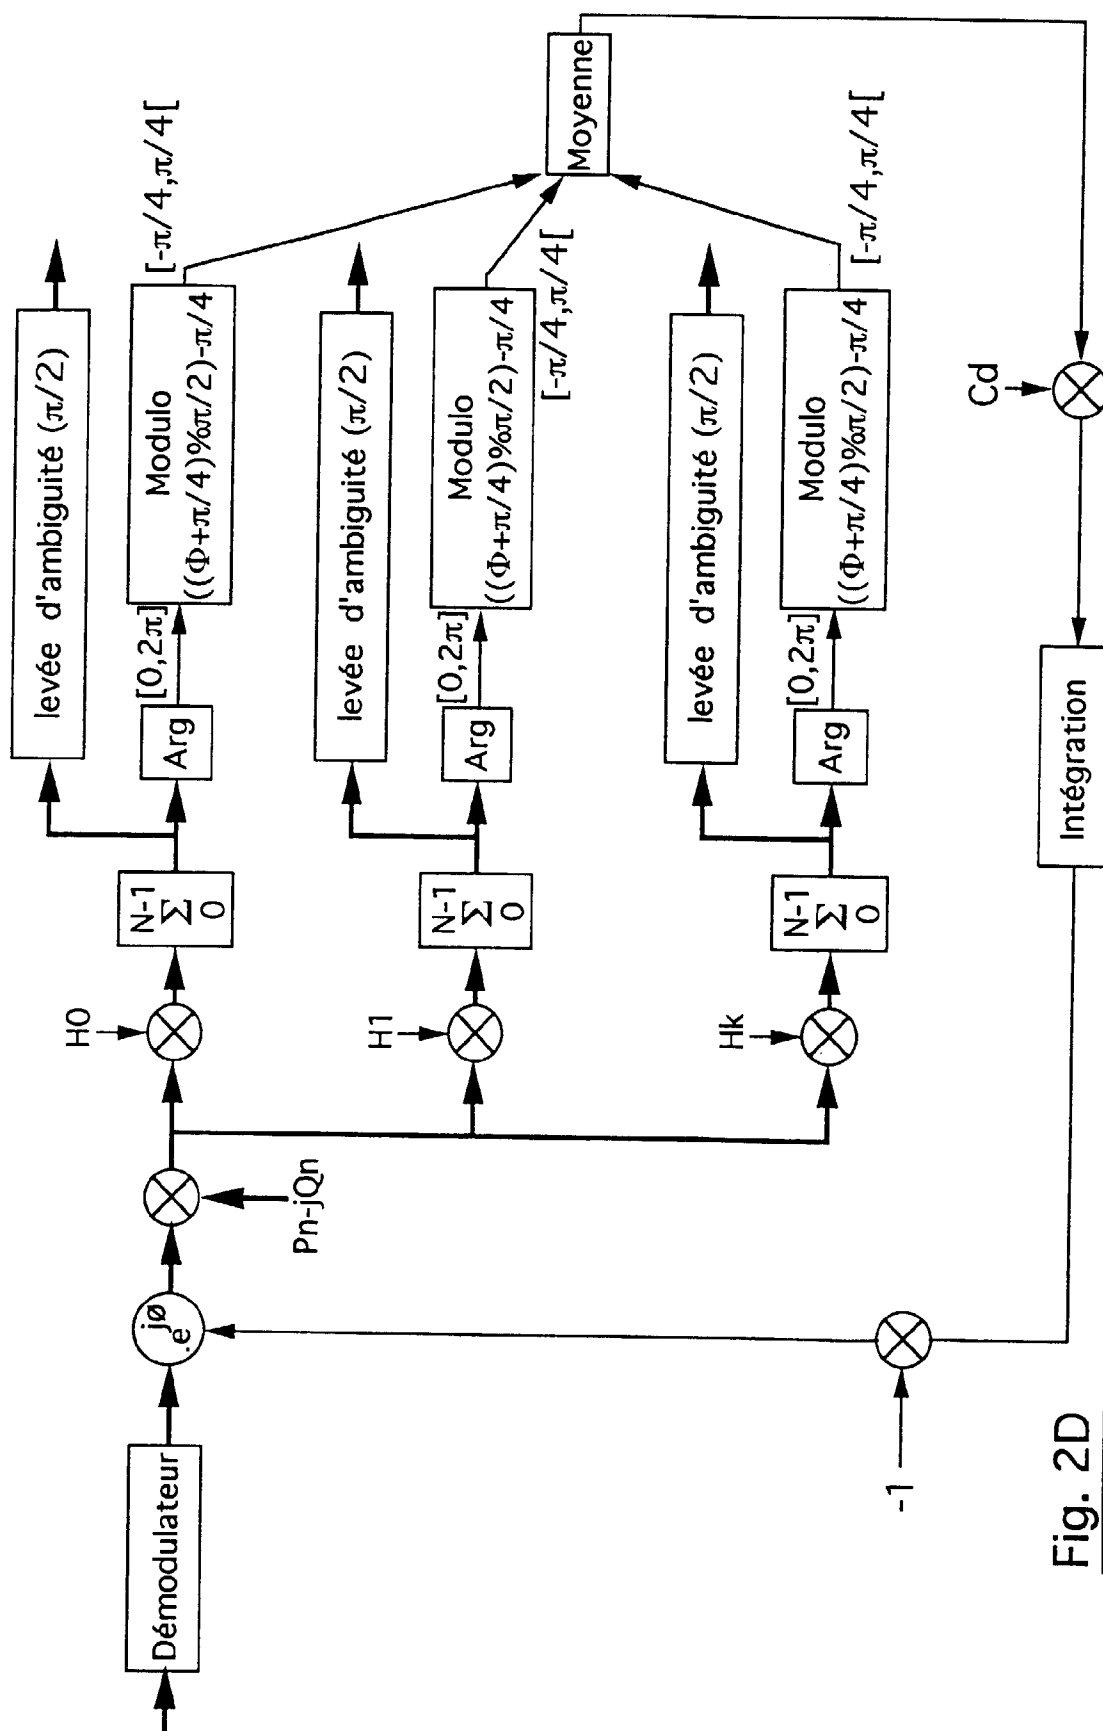 Démodulateur
.e jø
Pn-jQn
H0
N-1
Σ
0
levée d'ambiguité (π/2)
Arg
[0,2π]
Modulo
((Φ+π/4)%π/2)-π/4
[-π/4,π/4[
H1
N-1
Σ
0
levée d'ambiguité (π/2)
Arg
[0,2π]
Modulo
((Φ+π/4)%π/2)-π/4
[-π/4,π/4[
Hk
N-1
Σ
0
levée d'ambiguité (π/2)
Arg
[0,2π]
Modulo
((Φ+π/4)%π/2)-π/4
[-π/4,π/4[
Moyenne
Cd
Intégration
-1
Fig. 2D